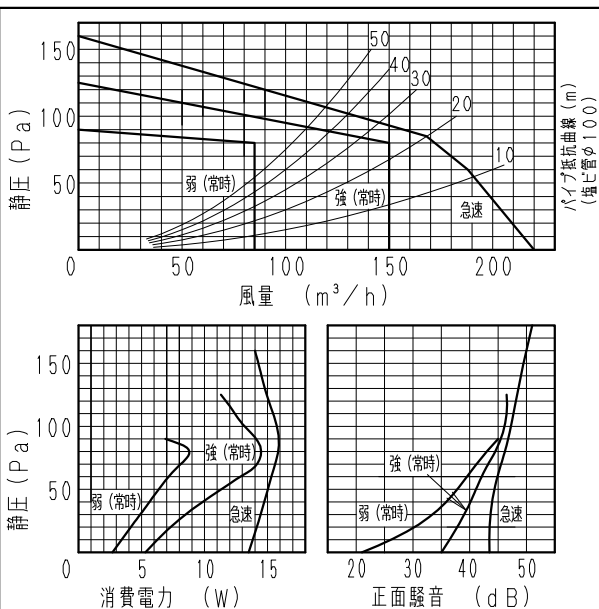 150
100
50
静圧 (Pa)
50
40
30
20
10
弱 (常時)
強 (常時)
急速
パイプ抵抗曲線 (m)
(塩ビ管φ100)
0 50 100 150 200
風量 (m³/h)
150
100
50
静圧 (Pa)
強 (常時)
弱 (常時)
急速
0 5 10 15
消費電力 (W)
強 (常時)
弱 (常時)
急速
20 30 40 50
正面騒音 (dB)